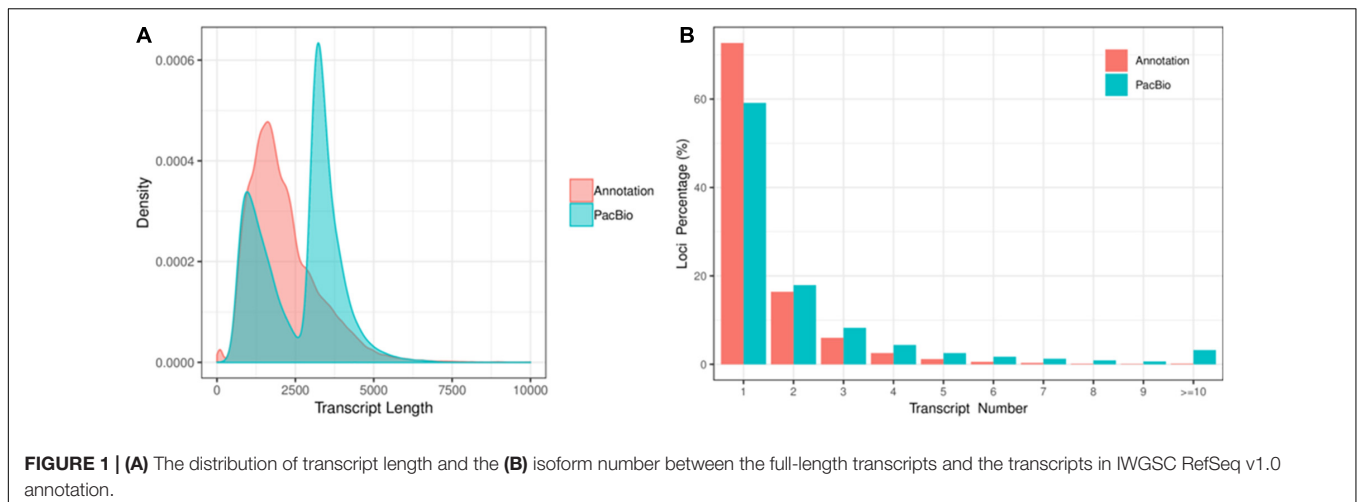 A
0.0006
0.0004
0.0002
0.0000
Density
0
2500
5000
7500
10000
Transcript Length
Annotation
PacBio
B
60
40
20
0
Loci Percentage (%)
1
2
3
4
5
6
7
8
9
>=10
Transcript Number
Annotation
PacBio
FIGURE 1 | (A) The distribution of transcript length and the (B) isoform number between the full-length transcripts and the transcripts in IWGSC RefSeq v1.0
annotation.